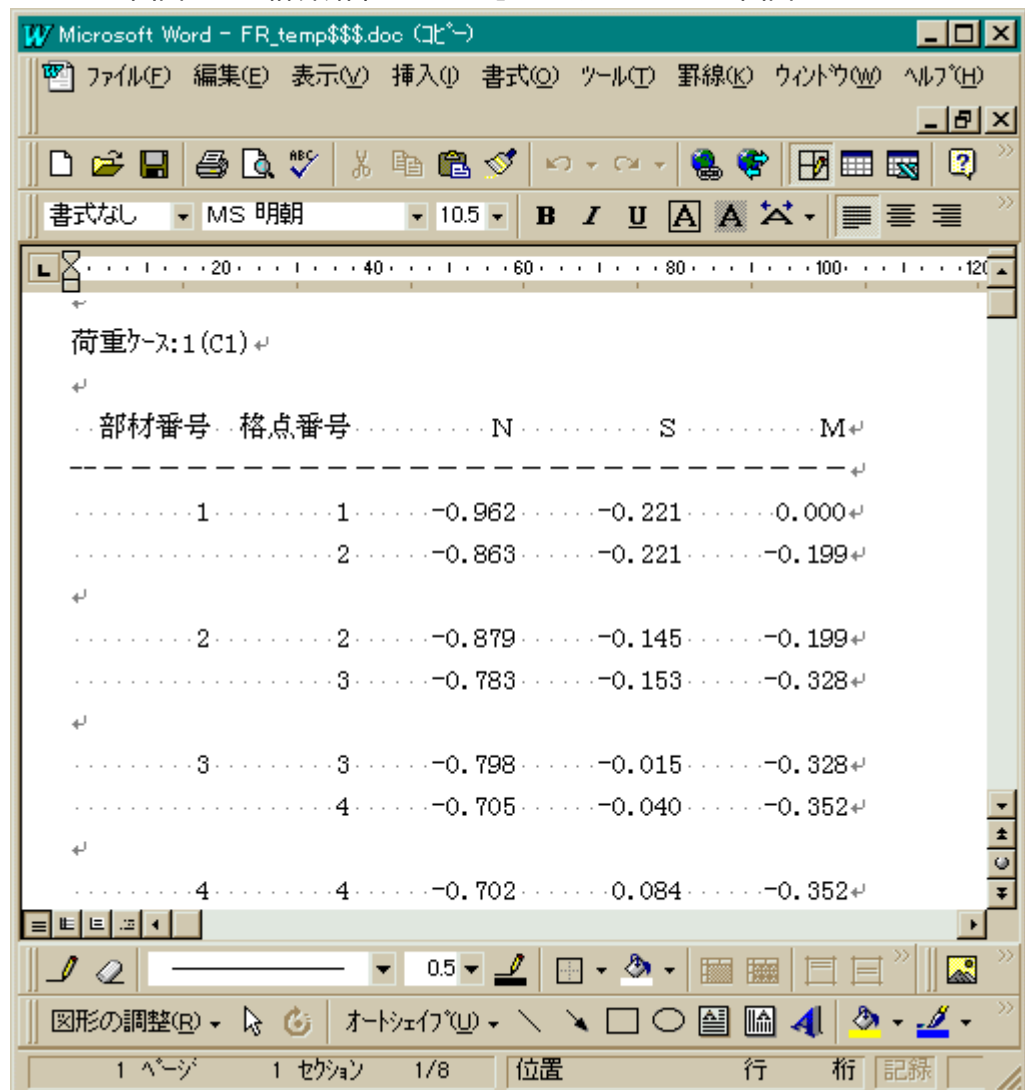 Microsoft Word - FR_temp$$$.doc (ｺﾋﾟｰ)
ﾌｧｲﾙ(F) 編集(E) 表示(V) 挿入(I) 書式(O) ﾂｰﾙ(T) 罫線(K) ｳｨﾝﾄﾞｳ(W) ﾍﾙﾌﾟ(H)
ABC
書式なし MS 明朝 10.5 B I U A A
20 40 60 80 100 120
荷重ｹｰｽ:1(C1)
部材番号 格点番号 N S M
1 1 -0.962 -0.221 0.000
2 -0.863 -0.221 -0.199
2 2 -0.879 -0.145 -0.199
3 -0.783 -0.153 -0.328
3 3 -0.798 -0.015 -0.328
4 -0.705 -0.040 -0.352
4 4 -0.702 0.084 -0.352
0.5
図形の調整(R) ｵｰﾄｼｪｲﾌﾟ(U)
1 ﾍﾟｰｼﾞ 1 ｾｸｼｮﾝ 1/8 位置 行 桁 記録